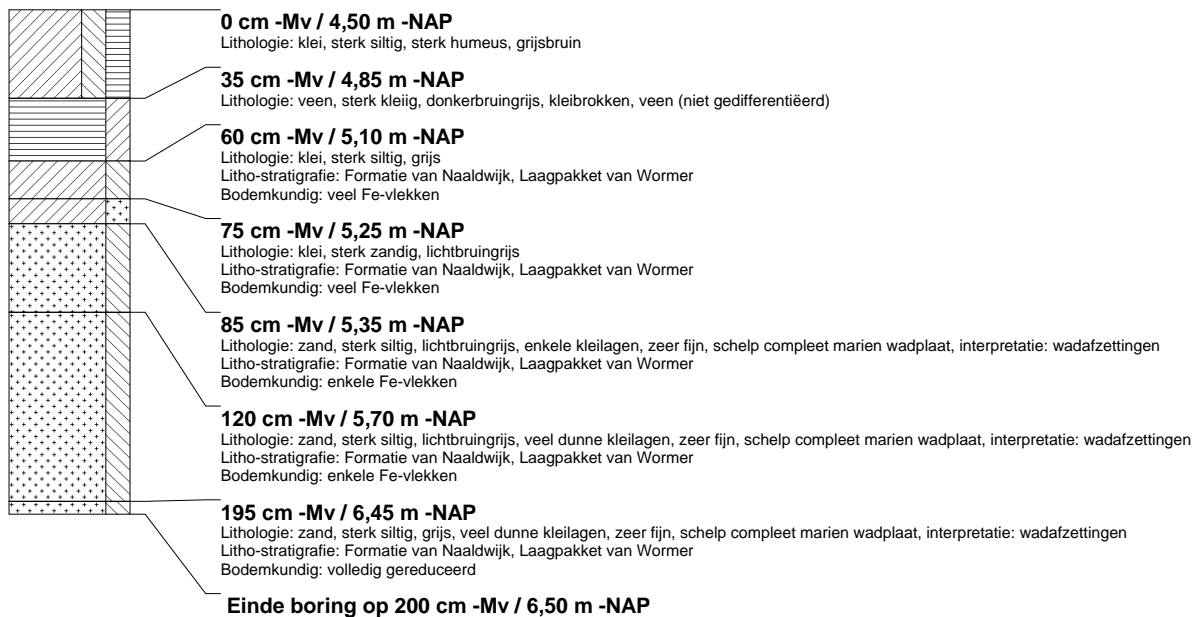 0 cm -Mv / 4,50 m -NAP
Lithologie: klei, sterk siltig, sterk humeus, grijsbruin
35 cm -Mv / 4,85 m -NAP
Lithologie: veen, sterk kleiig, donkerbruingrijs, kleibrokken, veen (niet gedifferentiëerd)
60 cm -Mv / 5,10 m -NAP
Lithologie: klei, sterk siltig, grijs
Litho-stratigrafie: Formatie van Naaldwijk, Laagpakket van Wormer
Bodemkundig: veel Fe-vlekken
75 cm -Mv / 5,25 m -NAP
Lithologie: klei, sterk zandig, lichtbruingrijs
Litho-stratigrafie: Formatie van Naaldwijk, Laagpakket van Wormer
Bodemkundig: veel Fe-vlekken
85 cm -Mv / 5,35 m -NAP
Lithologie: zand, sterk siltig, lichtbruingrijs, enkele kleilagen, zeer fijn, schelp compleet marien wadplaat, interpretatie: wadafzettingen
Litho-stratigrafie: Formatie van Naaldwijk, Laagpakket van Wormer
Bodemkundig: enkele Fe-vlekken
120 cm -Mv / 5,70 m -NAP
Lithologie: zand, sterk siltig, lichtbruingrijs, veel dunne kleilagen, zeer fijn, schelp compleet marien wadplaat, interpretatie: wadafzettingen
Litho-stratigrafie: Formatie van Naaldwijk, Laagpakket van Wormer
Bodemkundig: enkele Fe-vlekken
195 cm -Mv / 6,45 m -NAP
Lithologie: zand, sterk siltig, grijs, veel dunne kleilagen, zeer fijn, schelp compleet marien wadplaat, interpretatie: wadafzettingen
Litho-stratigrafie: Formatie van Naaldwijk, Laagpakket van Wormer
Bodemkundig: volledig gereduceerd
Einde boring op 200 cm -Mv / 6,50 m -NAP